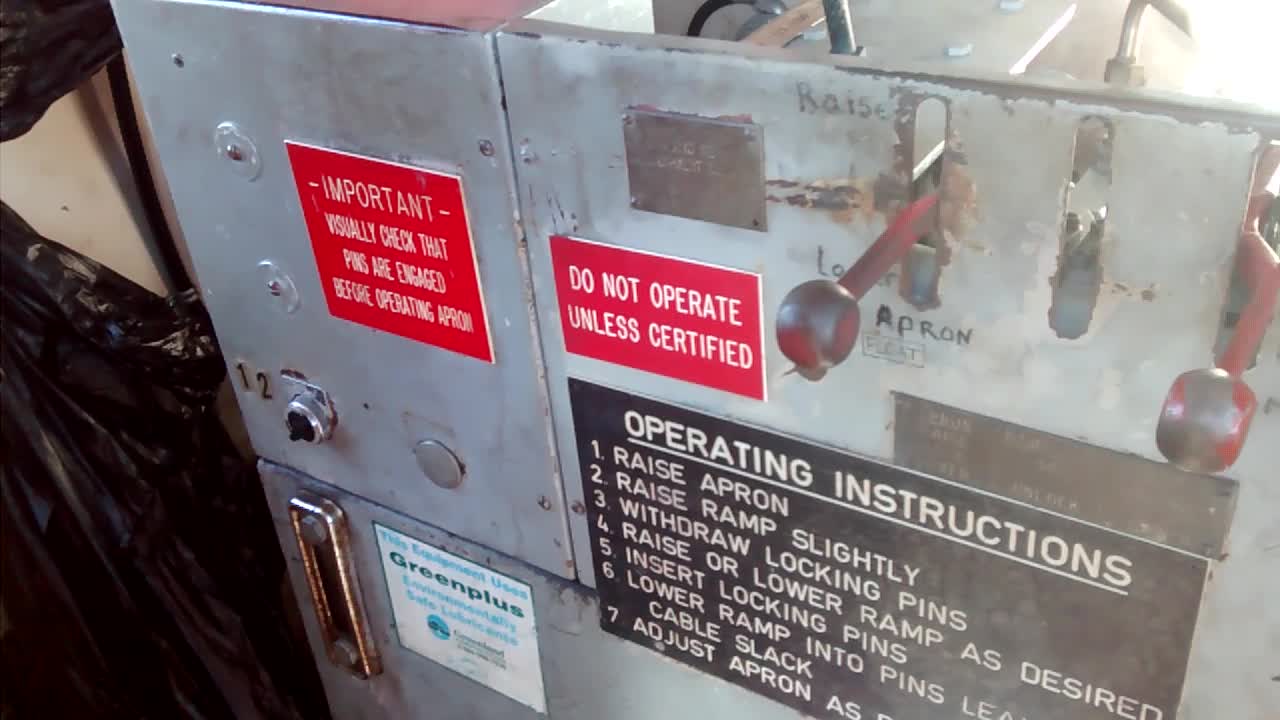 -IMPORTANT-
VISUALLY CHECK THAT
PINS ARE ENGAGED
BEFORE OPERATING APRON
1 2
Raise
DO NOT OPERATE
UNLESS CERTIFIED
APRON
FLOAT
OPERATING INSTRUCTIONS
1. RAISE APRON
2. RAISE RAMP SLIGHTLY
3. WITHDRAW LOCKING PINS
4. RAISE OR LOWER RAMP AS DESIRED
5. INSERT LOCKING PINS
6. LOWER RAMP INTO PINS
CABLE SLACK
7 ADJUST APRON AS
This Equipment Uses
Greenplus
Environmentally
Safe Lubricants